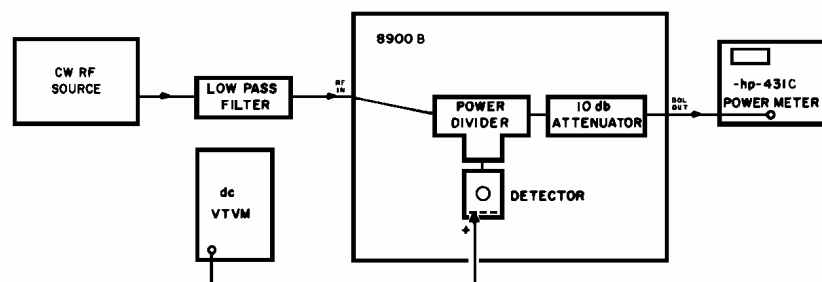 8900 B
CW RF
SOURCE
LOW PASS
FILTER
RF
IN
POWER
DIVIDER
10 db
ATTENUATOR
BOL
OUT
-hp-431C
POWER METER
dc
VTVM
DETECTOR
+